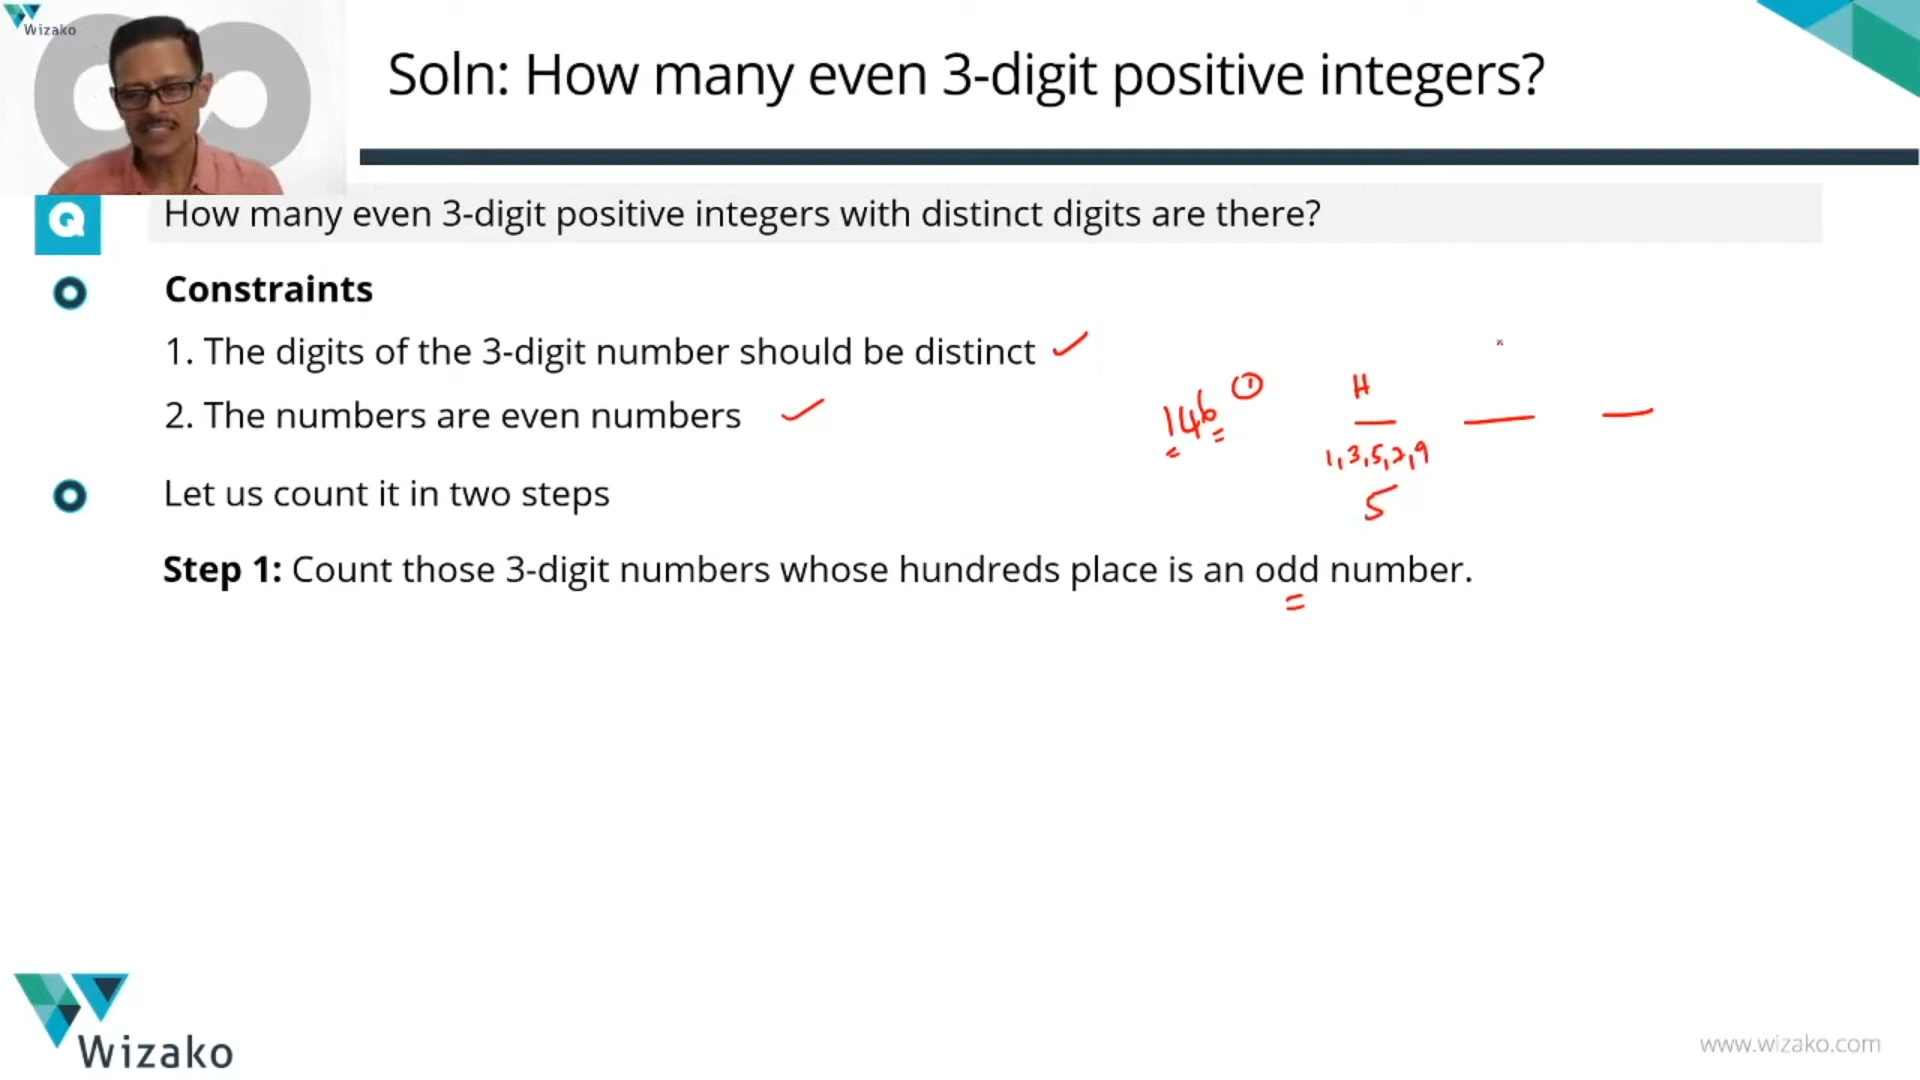 Wizako
Soln: How many even 3-digit positive integers?
Q
How many even 3-digit positive integers with distinct digits are there?
Constraints
1. The digits of the 3-digit number should be distinct
2. The numbers are even numbers
146 ①
H
1,3,5,7,9
5
Let us count it in two steps
Step 1: Count those 3-digit numbers whose hundreds place is an odd number.
Wizako
www.wizako.com